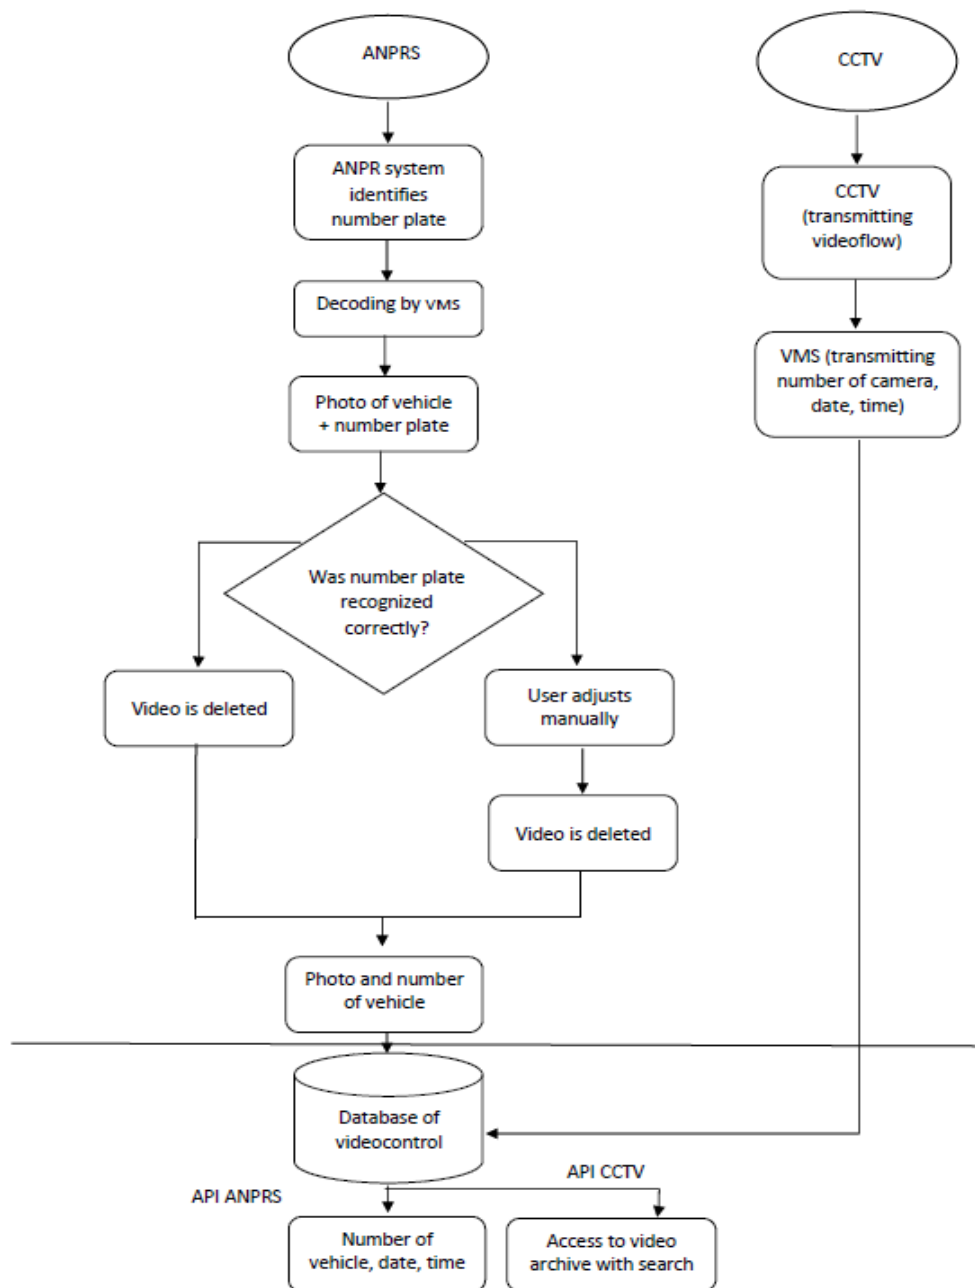 ANPRS
CCTV
ANPR system
identifies
number plate
CCTV
(transmitting
videoflow)
Decoding by VMS
VMS (transmitting
number of camera,
date, time)
Photo of vehicle
+ number plate
Was number plate
recognized
correctly?
Video is deleted
User adjusts
manually
Video is deleted
Photo and number
of vehicle
Database of
videocontrol
API CCTV
API ANPRS
Number of
vehicle, date, time
Access to video
archive with search